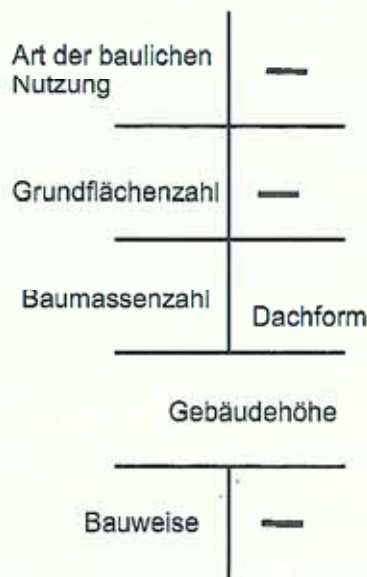 Art der baulichen
Nutzung
—
Grundflächenzahl
—
Baumassenzahl
Dachform
Gebäudehöhe
Bauweise
—